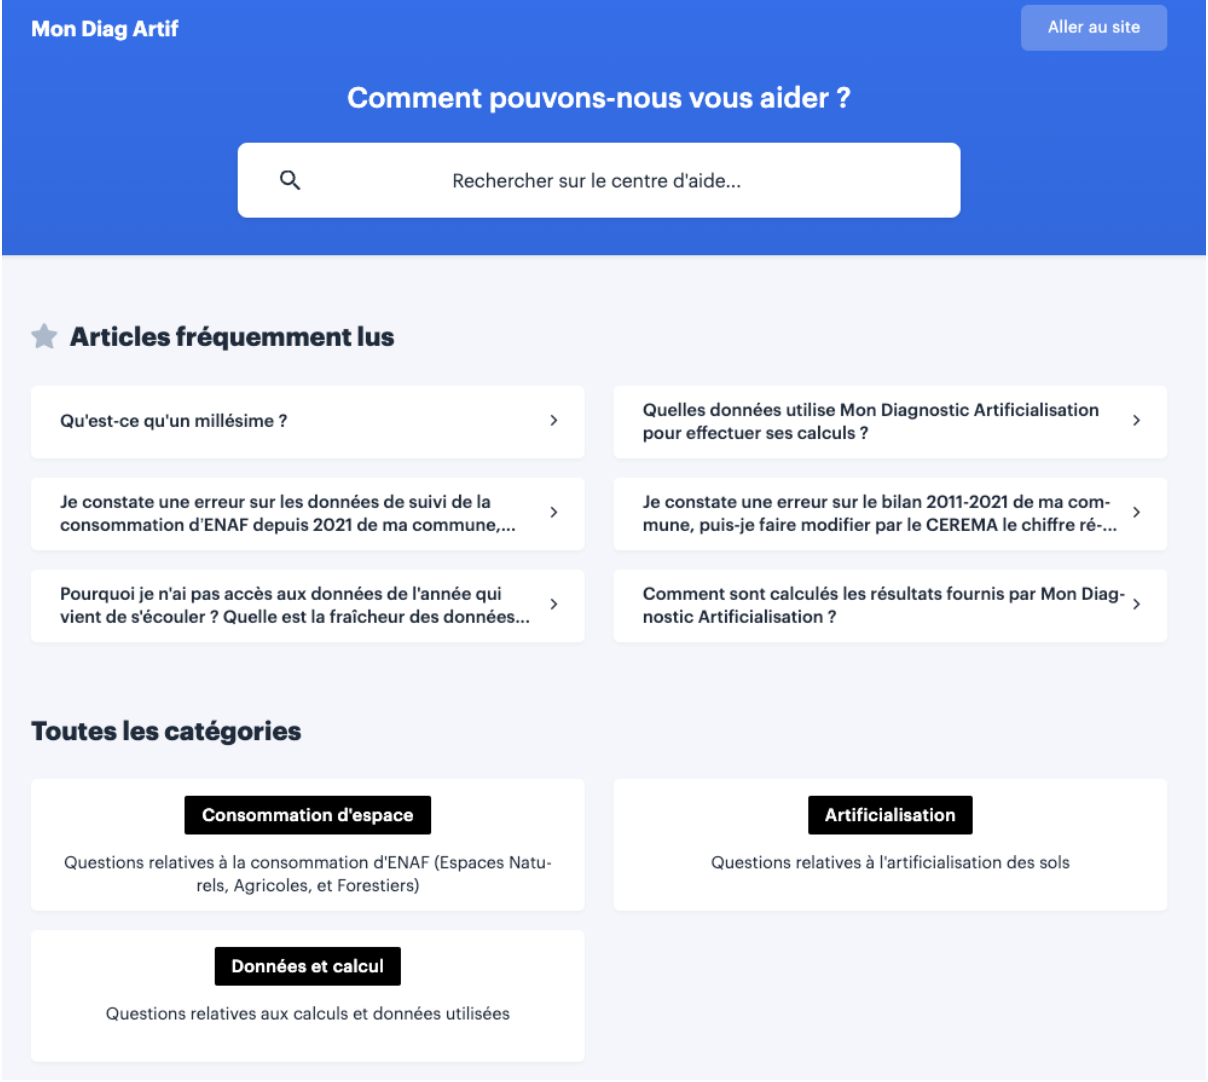 Mon Diag Artif
Aller au site
Comment pouvons-nous vous aider ?
Rechercher sur le centre d'aide...
Articles fréquemment lus
Qu'est-ce qu'un millésime ?
Quelles données utilise Mon Diagnostic Artificialisation
pour effectuer ses calculs ?
Je constate une erreur sur les données de suivi de la
consommation d'ENAF depuis 2021 de ma commune,...
Je constate une erreur sur le bilan 2011-2021 de ma com-
mune, puis-je faire modifier par le CEREMA le chiffre ré-...
Pourquoi je n'ai pas accès aux données de l'année qui
vient de s'écouler ? Quelle est la fraîcheur des données...
Comment sont calculés les résultats fournis par Mon Diag-
nostic Artificialisation ?
Toutes les catégories
Consommation d'espace
Questions relatives à la consommation d'ENAF (Espaces Natu-
rels, Agricoles, et Forestiers)
Artificialisation
Questions relatives à l'artificialisation des sols
Données et calcul
Questions relatives aux calculs et données utilisées